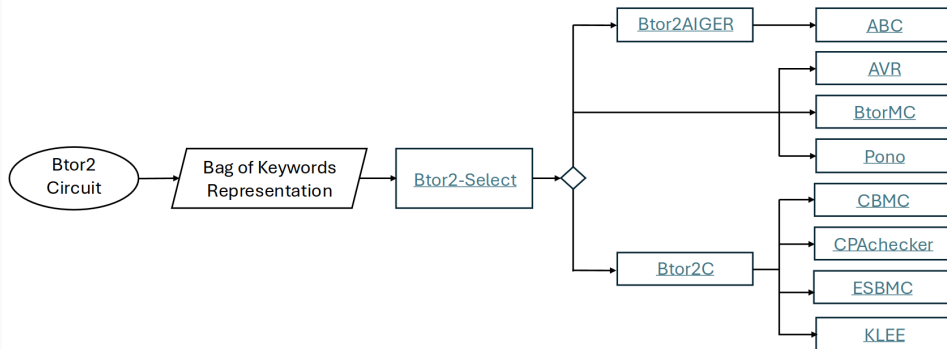 Btor2
Circuit
Bag of Keywords
Representation
Btor2-Select
Btor2AIGER
ABC
AVR
BtorMC
Pono
Btor2C
CBMC
CPAchecker
ESBMC
KLEE